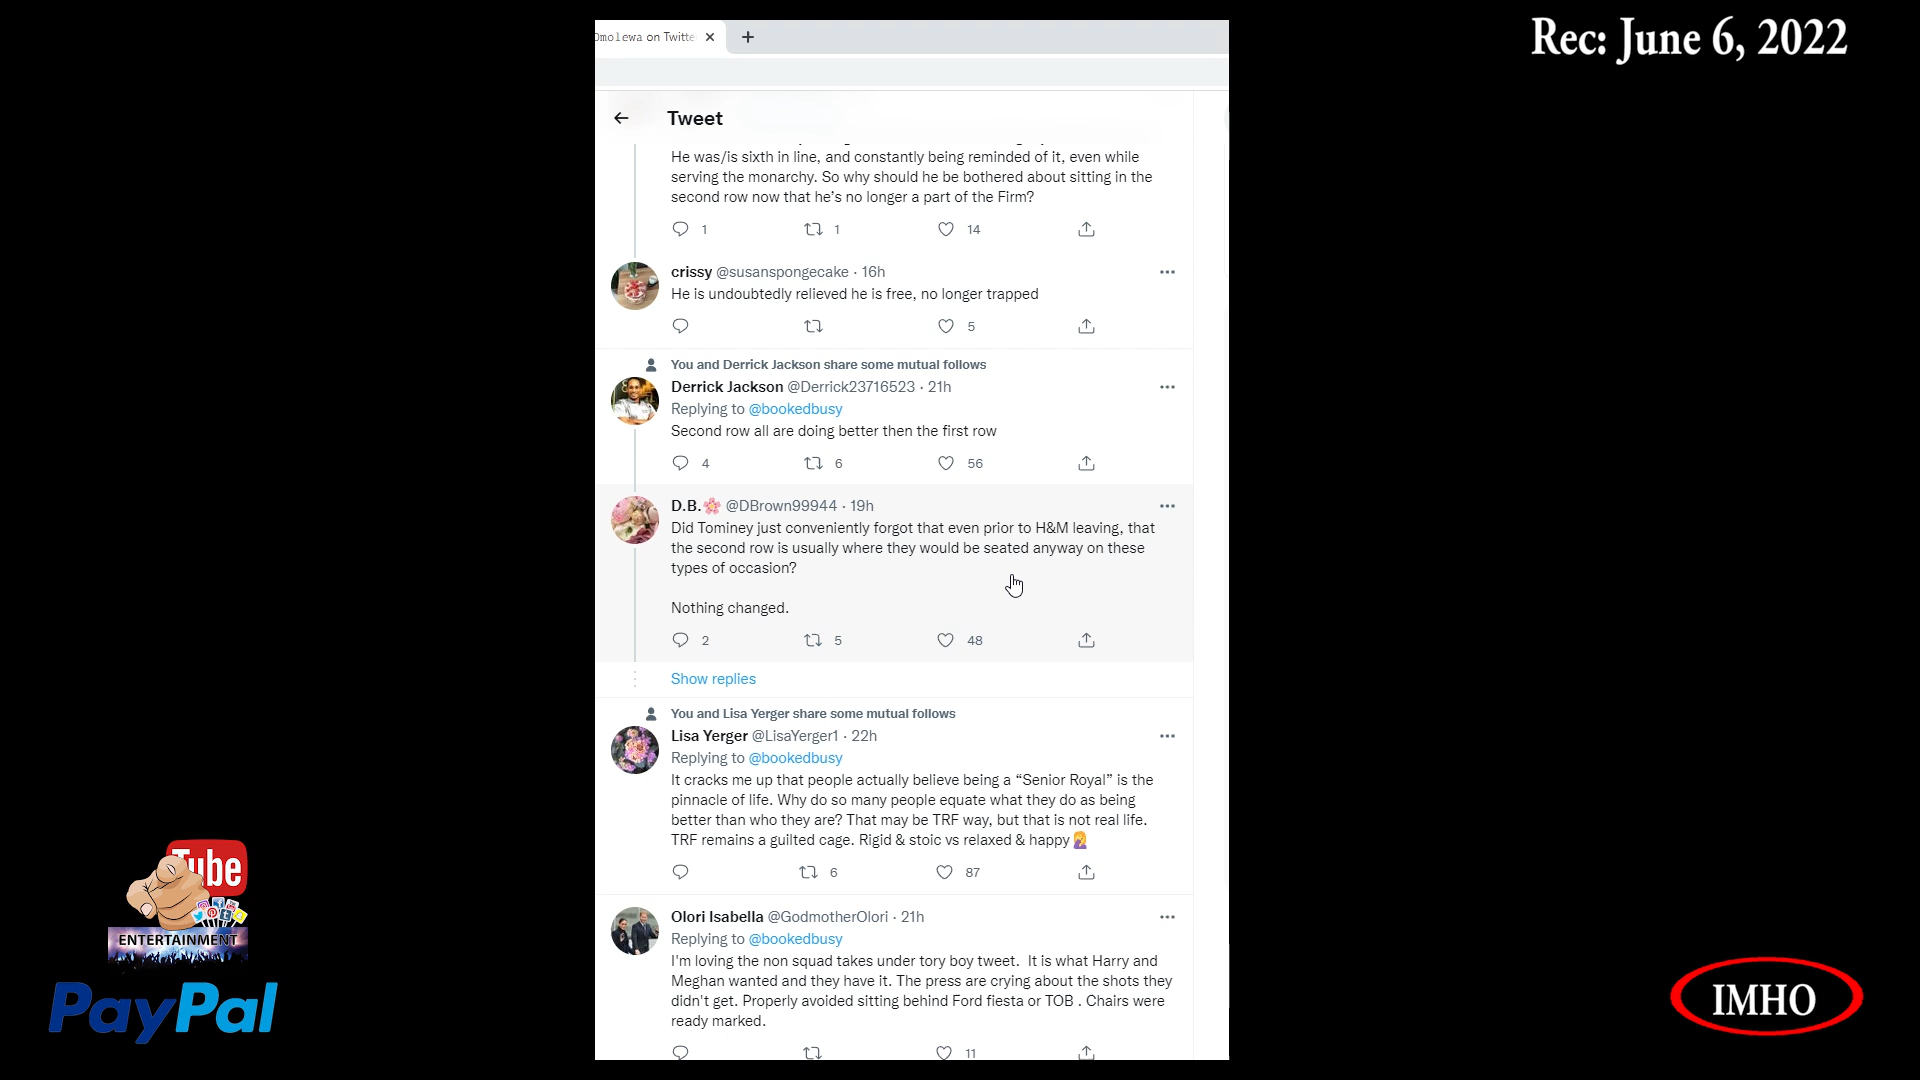 Rec: June 6, 2022
Omolewa on Twitte
Tweet
He was/is sixth in line, and constantly being reminded of it, even while
serving the monarchy. So why should he be bothered about sitting in the
second row now that he’s no longer a part of the Firm?
1 1 14
crissy @susanspongecake · 16h
He is undoubtedly relieved he is free, no longer trapped
5
You and Derrick Jackson share some mutual follows
Derrick Jackson @Derrick23716523 · 21h
Replying to @bookedbusy
Second row all are doing better then the first row
4 6 56
D.B.🌸 @DBrown99944 · 19h
Did Tominey just conveniently forgot that even prior to H&M leaving, that
the second row is usually where they would be seated anyway on these
types of occasion?
Nothing changed.
2 5 48
Show replies
You and Lisa Yerger share some mutual follows
Lisa Yerger @LisaYerger1 · 22h
Replying to @bookedbusy
It cracks me up that people actually believe being a “Senior Royal” is the
pinnacle of life. Why do so many people equate what they do as being
better than who they are? That may be TRF way, but that is not real life.
TRF remains a guilted cage. Rigid & stoic vs relaxed & happy 🤦‍♀️
6 87
Olori Isabella @GodmotherOlori · 21h
Replying to @bookedbusy
I'm loving the non squad takes under tory boy tweet.  It is what Harry and
Meghan wanted and they have it. The press are crying about the shots they
didn't get. Properly avoided sitting behind Ford fiesta or TOB . Chairs were
ready marked.
11
Tube
ENTERTAINMENT
PayPal
IMHO